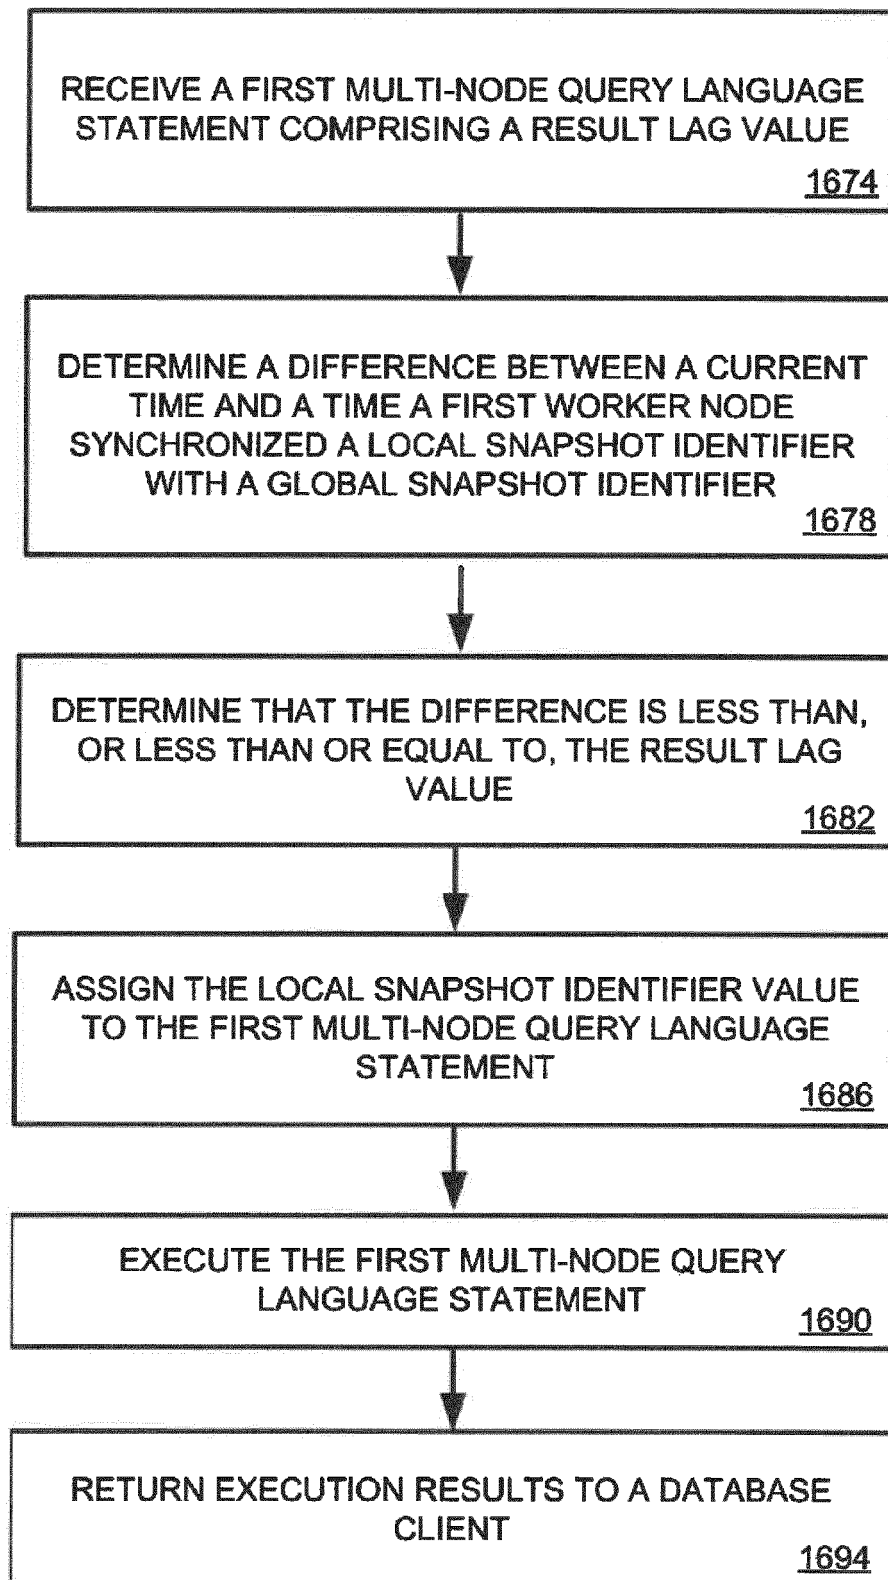 RECEIVE A FIRST MULTI-NODE QUERY LANGUAGE
STATEMENT COMPRISING A RESULT LAG VALUE
1674
DETERMINE A DIFFERENCE BETWEEN A CURRENT
TIME AND A TIME A FIRST WORKER NODE
SYNCHRONIZED A LOCAL SNAPSHOT IDENTIFIER
WITH A GLOBAL SNAPSHOT IDENTIFIER
1678
DETERMINE THAT THE DIFFERENCE IS LESS THAN,
OR LESS THAN OR EQUAL TO, THE RESULT LAG
VALUE
1682
ASSIGN THE LOCAL SNAPSHOT IDENTIFIER VALUE
TO THE FIRST MULTI-NODE QUERY LANGUAGE
STATEMENT
1686
EXECUTE THE FIRST MULTI-NODE QUERY
LANGUAGE STATEMENT
1690
RETURN EXECUTION RESULTS TO A DATABASE
CLIENT
1694